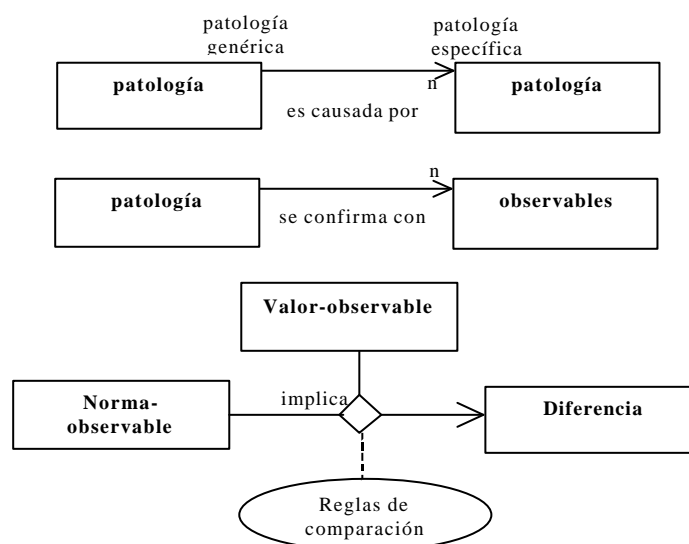 patología
genérica
patología
específica
patología
n
patología
es causada por
n
patología
observables
se confirma con
Valor-observable
implica
Norma-
observable
Diferencia
Reglas de
comparación